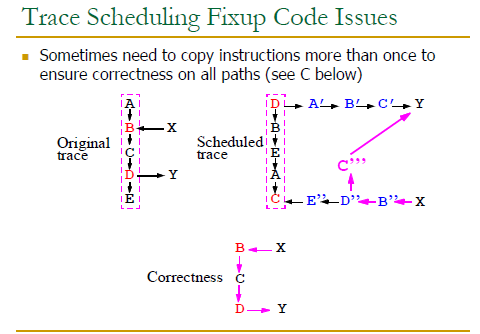 Trace Scheduling Fixup Code Issues
Sometimes need to copy instructions more than once to
ensure correctness on all paths (see C below)
Original
trace
A
B X
C
D Y
E
Scheduled
trace
D A' B' C' Y
B
E
A
C E'' D'' B'' X
C'''
Correctness
B X
C
D Y